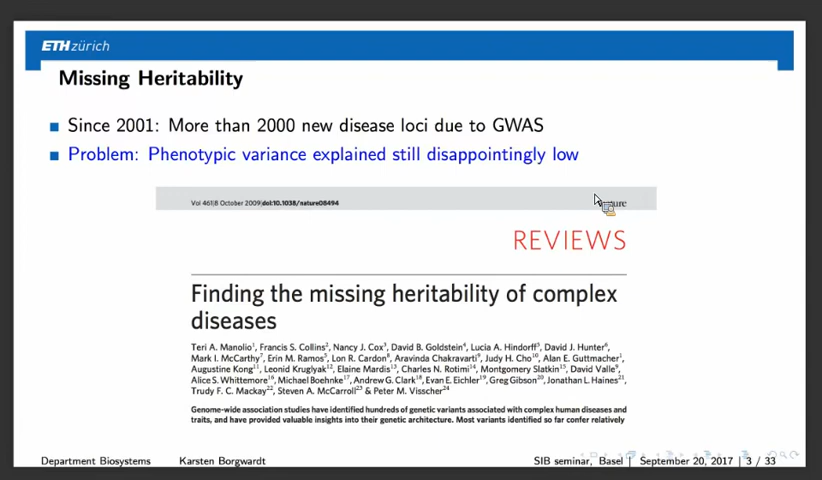 ETH zürich
Missing Heritability
Since 2001: More than 2000 new disease loci due to GWAS
Problem: Phenotypic variance explained still disappointingly low
Vol 461|8 October 2009|doi:10.1038/nature08494
REVIEWS
Finding the missing heritability of complex
diseases
Teri A. Manolio¹, Francis S. Collins², Nancy J. Cox³, David B. Goldstein⁴, Lucia A. Hindorff⁵, David J. Hunter⁶,
Mark I. McCarthy⁷, Erin M. Ramos⁵, Lon R. Cardon⁸, Aravinda Chakravarti⁹, Judy H. Cho¹⁰, Alan E. Guttmacher¹,
Augustine Kong¹¹, Leonid Kruglyak¹², Elaine Mardis¹³, Charles N. Rotimi¹⁴, Montgomery Slatkin¹⁵, David Valle⁹,
Alice S. Whittemore¹⁶, Michael Boehnke¹⁷, Andrew G. Clark¹⁸, Evan E. Eichler¹⁹, Greg Gibson²⁰, Jonathan L. Haines²¹,
Trudy F. C. Mackay²², Steven A. McCarroll²³ & Peter M. Visscher²⁴
Genome-wide association studies have identified hundreds of genetic variants associated with complex human diseases and
traits, and have provided valuable insights into their genetic architecture. Most variants identified so far confer relatively
Department Biosystems Karsten Borgwardt SIB seminar, Basel | September 20, 2017 | 3 / 33